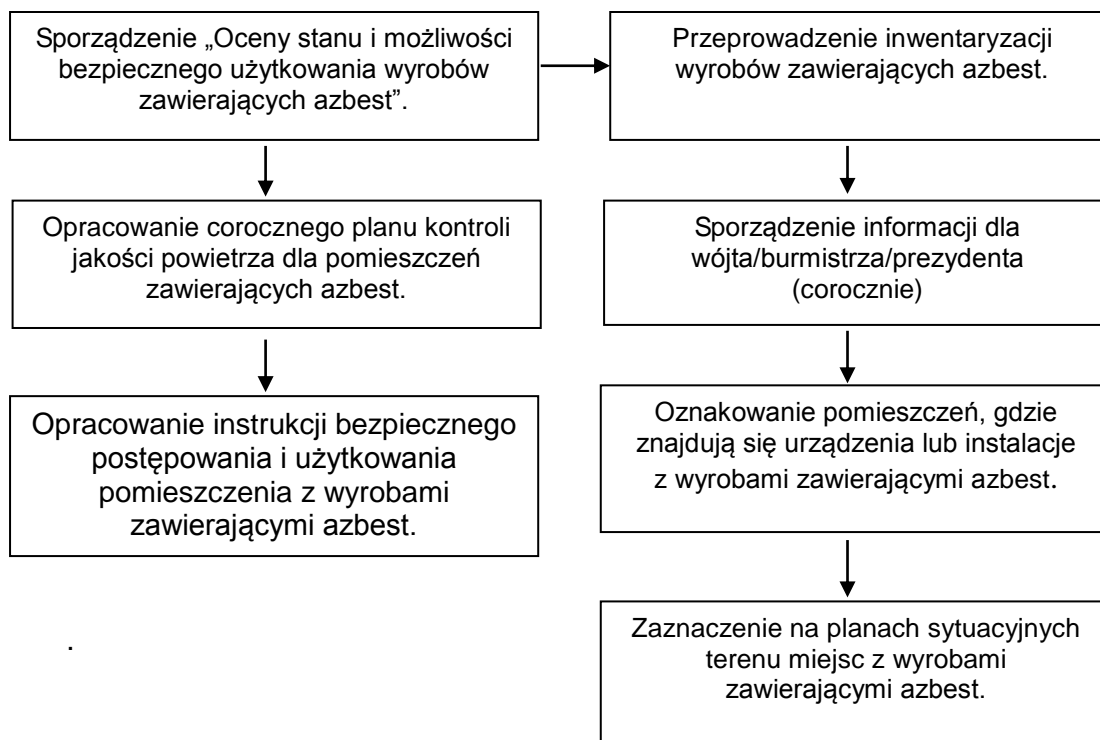 Sporządzenie „Oceny stanu i możliwości
bezpiecznego użytkowania wyrobów
zawierających azbest”.
Przeprowadzenie inwentaryzacji
wyrobów zawierających azbest.
Opracowanie corocznego planu kontroli
jakości powietrza dla pomieszczeń
zawierających azbest.
Sporządzenie informacji dla
wójta/burmistrza/prezydenta
(corocznie)
Opracowanie instrukcji bezpiecznego
postępowania i użytkowania
pomieszczenia z wyrobami
zawierającymi azbest.
Oznakowanie pomieszczeń, gdzie
znajdują się urządzenia lub instalacje
z wyrobami zawierającymi azbest.
.
Zaznaczenie na planach sytuacyjnych
terenu miejsc z wyrobami
zawierającymi azbest.